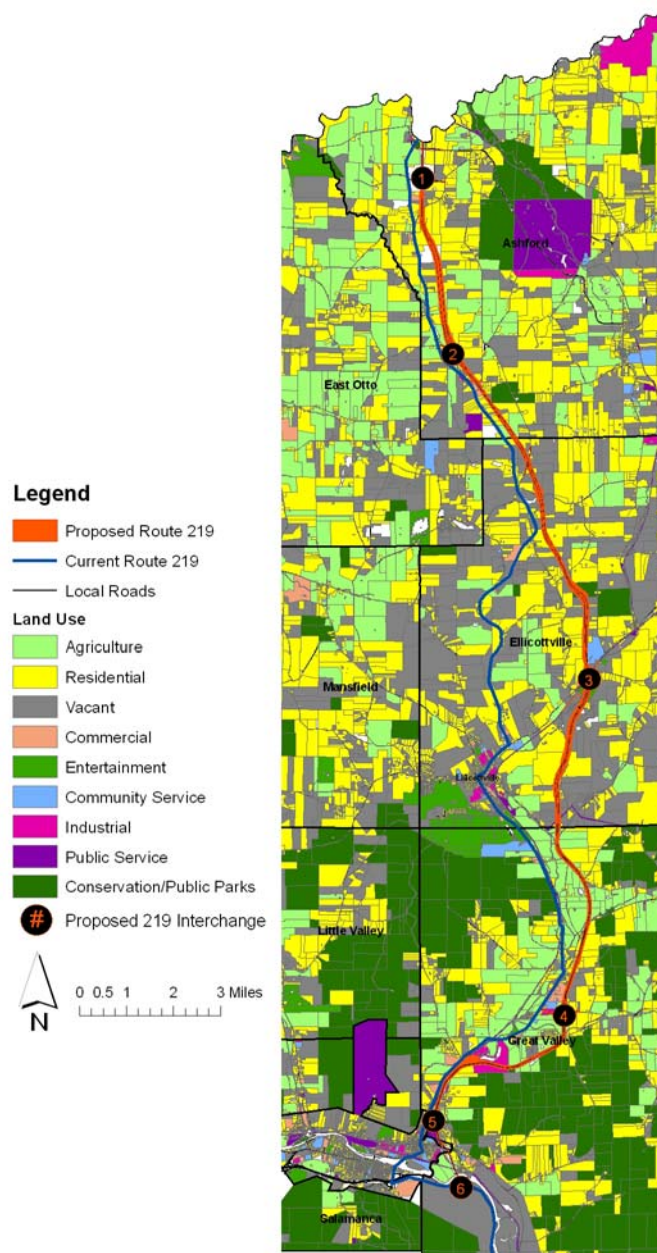 Legend
Proposed Route 219
Current Route 219
Local Roads
Land Use
Agriculture
Residential
Vacant
Commercial
Entertainment
Community Service
Industrial
Public Service
Conservation/Public Parks
# Proposed 219 Interchange
N
0 0.5 1 2 3 Miles
1
Ashford
2
East Otto
Ellicottville
3
Mansfield
Ellicottville
Little Valley
4
Great Valley
5
6
Salamanca